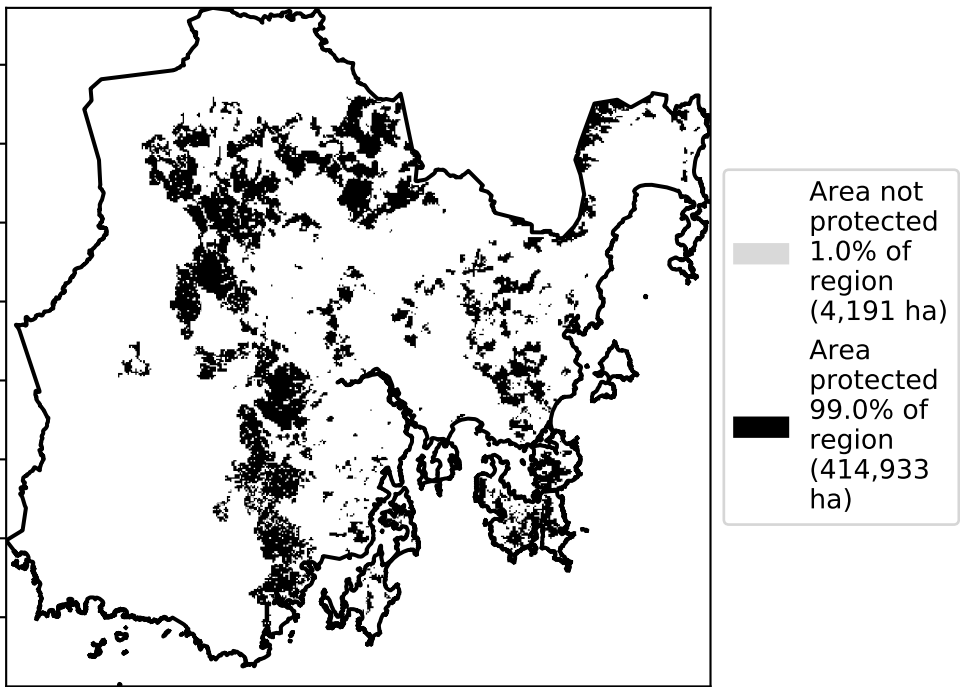 Area not
protected
1.0% of
region
(4,191 ha)
Area
protected
99.0% of
region
(414,933
ha)